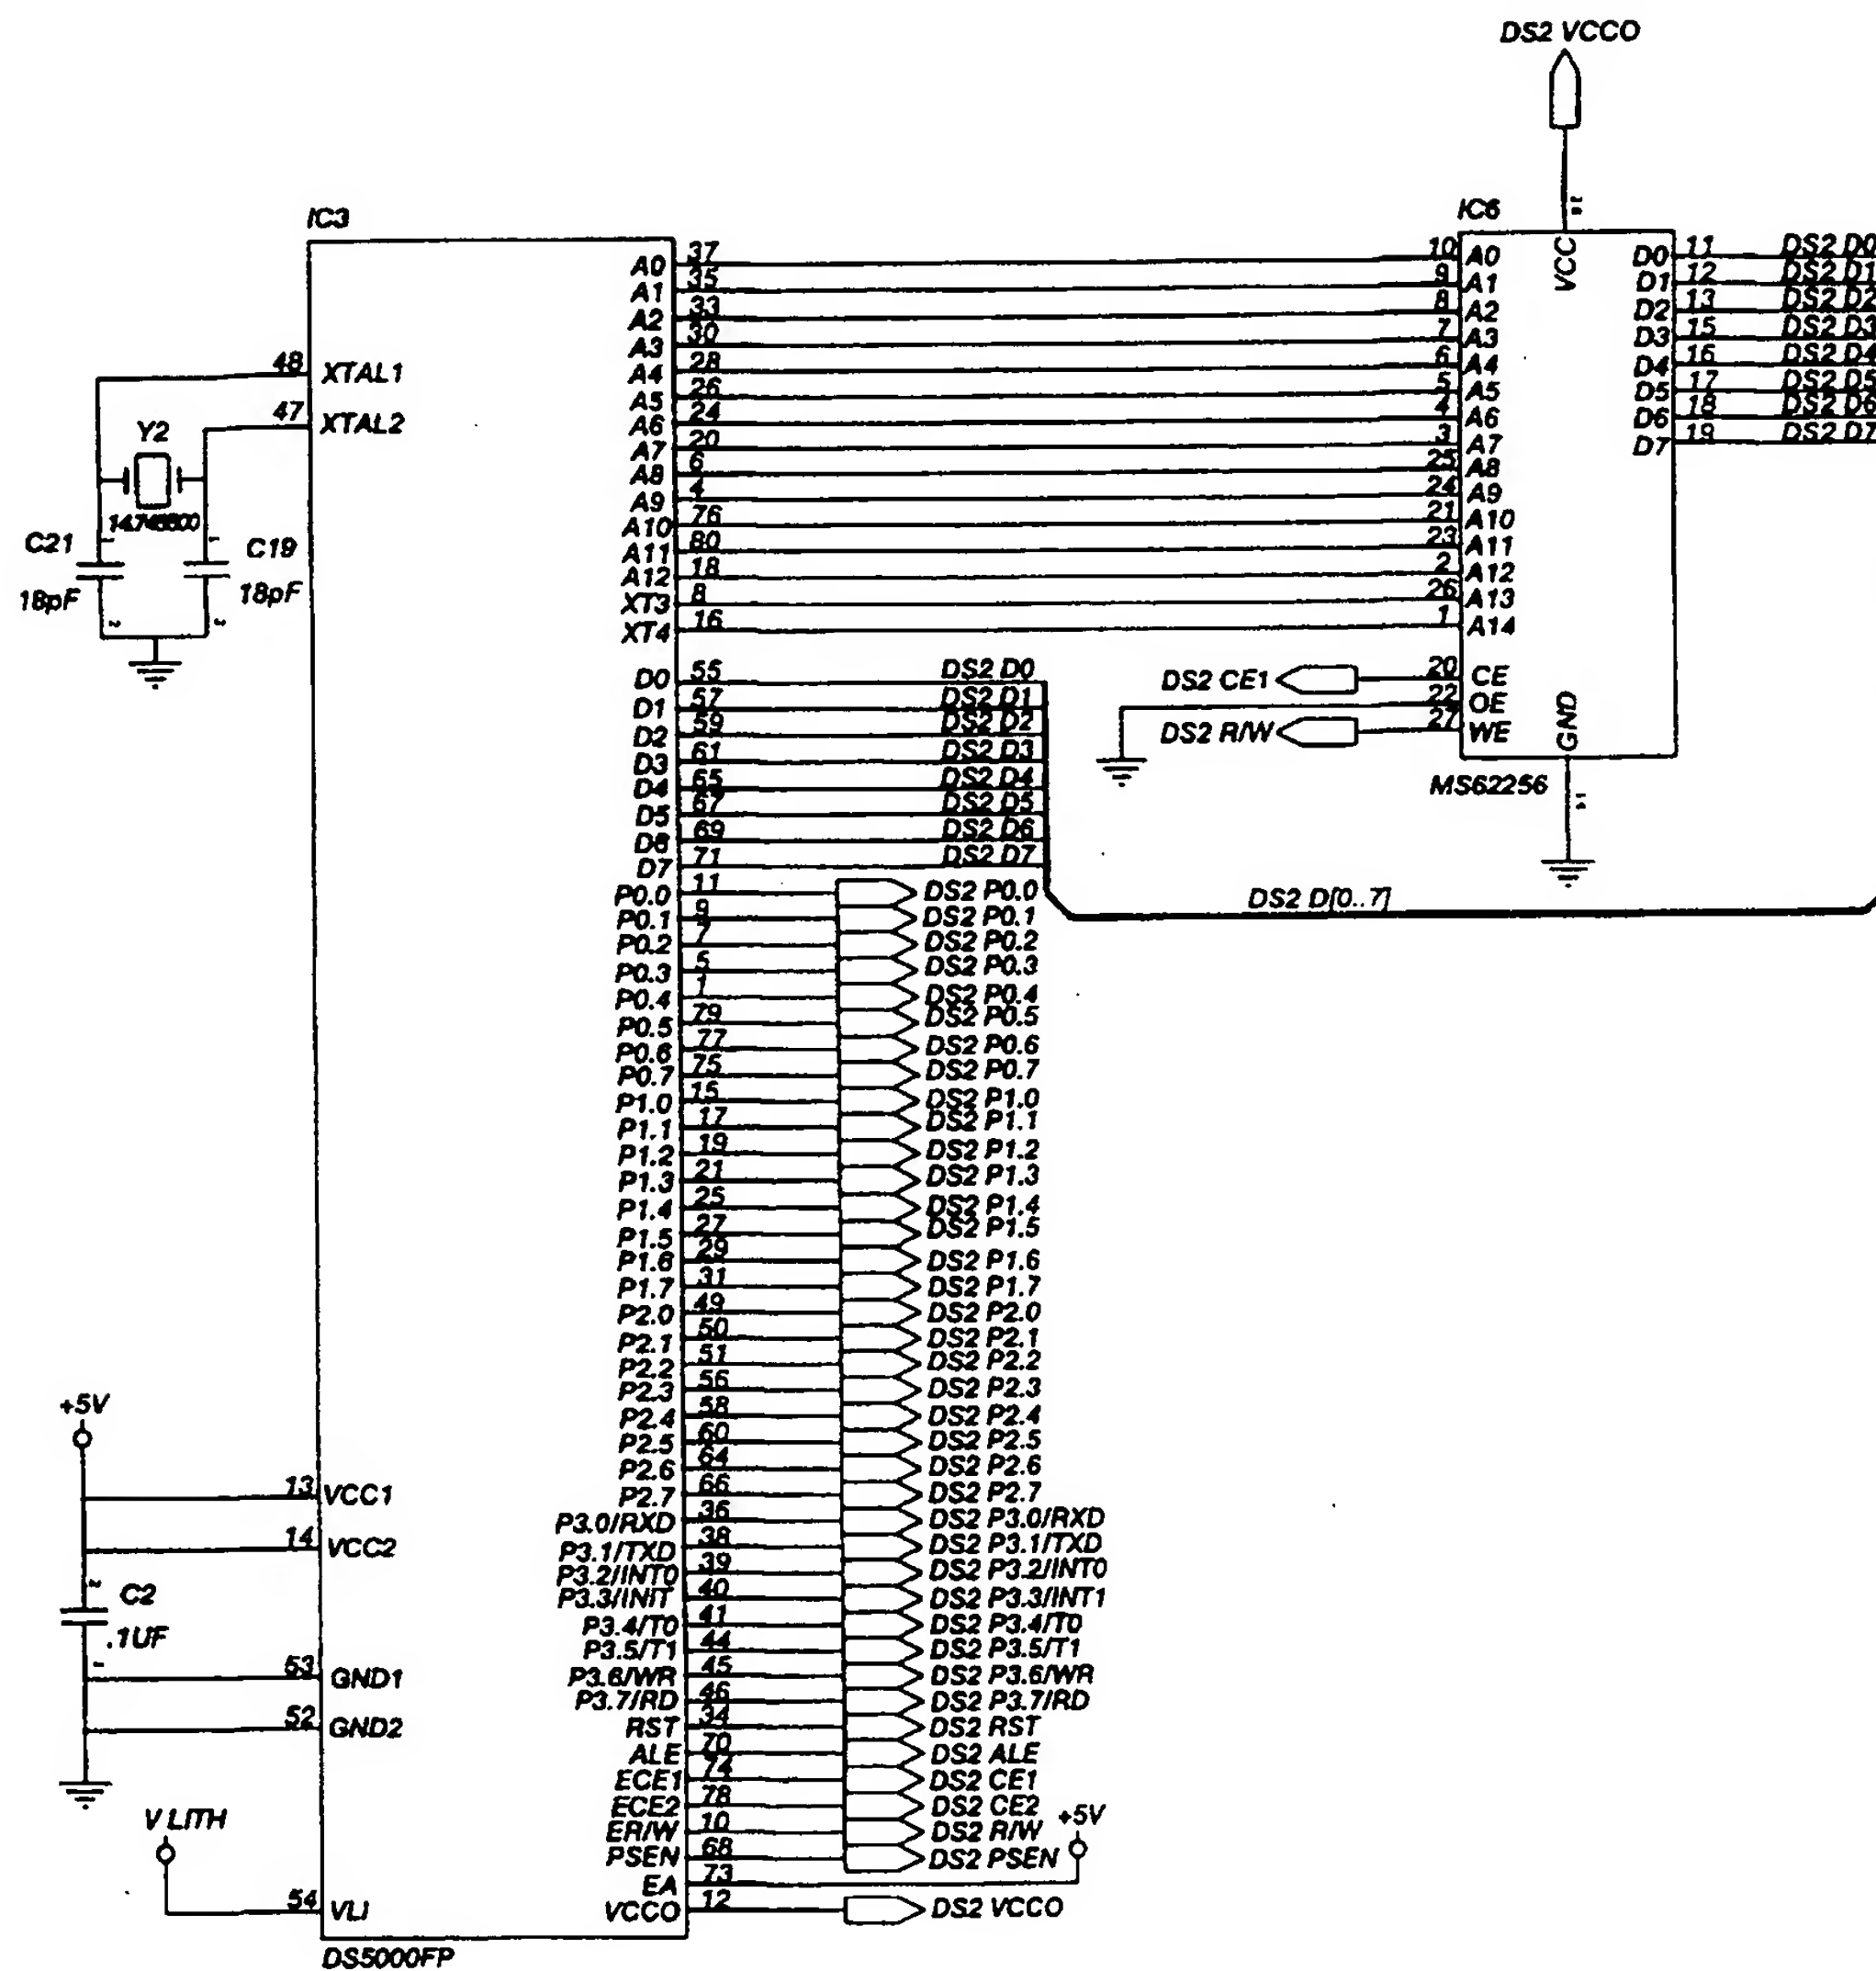 DS2 VCCO
IC3
IC6
VCC
A0 37
A1 35
A2 33
A3 30
A4 28
A5 26
A6 24
A7 20
A8 6
A9 4
A10 76
A11 80
A12 18
XT3 8
XT4 16
10 A0
9 A1
8 A2
7 A3
6 A4
5 A5
4 A6
3 A7
25 A8
24 A9
21 A10
23 A11
2 A12
26 A13
1 A14
D0 11 DS2 D0
D1 12 DS2 D1
D2 13 DS2 D2
D3 15 DS2 D3
D4 16 DS2 D4
D5 17 DS2 D5
D6 18 DS2 D6
D7 19 DS2 D7
48 XTAL1
47 XTAL2
Y2
C21
18pF
C19
18pF
DS2 CE1 20 CE
22 OE
DS2 R/W 27 WE
GND
MS62256
D0 55 DS2 D0
D1 57 DS2 D1
D2 59 DS2 D2
D3 61 DS2 D3
D4 65 DS2 D4
D5 67 DS2 D5
D6 69 DS2 D6
D7 71 DS2 D7
DS2 D[0..7]
P0.0 11 DS2 P0.0
P0.1 9 DS2 P0.1
P0.2 7 DS2 P0.2
P0.3 5 DS2 P0.3
P0.4 1 DS2 P0.4
P0.5 79 DS2 P0.5
P0.6 77 DS2 P0.6
P0.7 75 DS2 P0.7
P1.0 15 DS2 P1.0
P1.1 17 DS2 P1.1
P1.2 19 DS2 P1.2
P1.3 21 DS2 P1.3
P1.4 25 DS2 P1.4
P1.5 27 DS2 P1.5
P1.6 29 DS2 P1.6
P1.7 31 DS2 P1.7
P2.0 49 DS2 P2.0
P2.1 50 DS2 P2.1
P2.2 51 DS2 P2.2
P2.3 56 DS2 P2.3
P2.4 58 DS2 P2.4
P2.5 60 DS2 P2.5
P2.6 64 DS2 P2.6
P2.7 66 DS2 P2.7
P3.0/RXD 36 DS2 P3.0/RXD
P3.1/TXD 38 DS2 P3.1/TXD
P3.2/INT0 39 DS2 P3.2/INT0
P3.3/INIT 40 DS2 P3.3/INT1
P3.4/T0 41 DS2 P3.4/T0
P3.5/T1 44 DS2 P3.5/T1
P3.6/WR 45 DS2 P3.6/WR
P3.7/RD 46 DS2 P3.7/RD
RST 34 DS2 RST
ALE 70 DS2 ALE
ECE1 74 DS2 CE1
ECE2 78 DS2 CE2
ER/W 10 DS2 R/W
PSEN 68 DS2 PSEN
EA 73 +5V
VCCO 12 DS2 VCCO
+5V
13 VCC1
14 VCC2
C2
.1UF
53 GND1
52 GND2
V LITH
54 VLI
DS5000FP